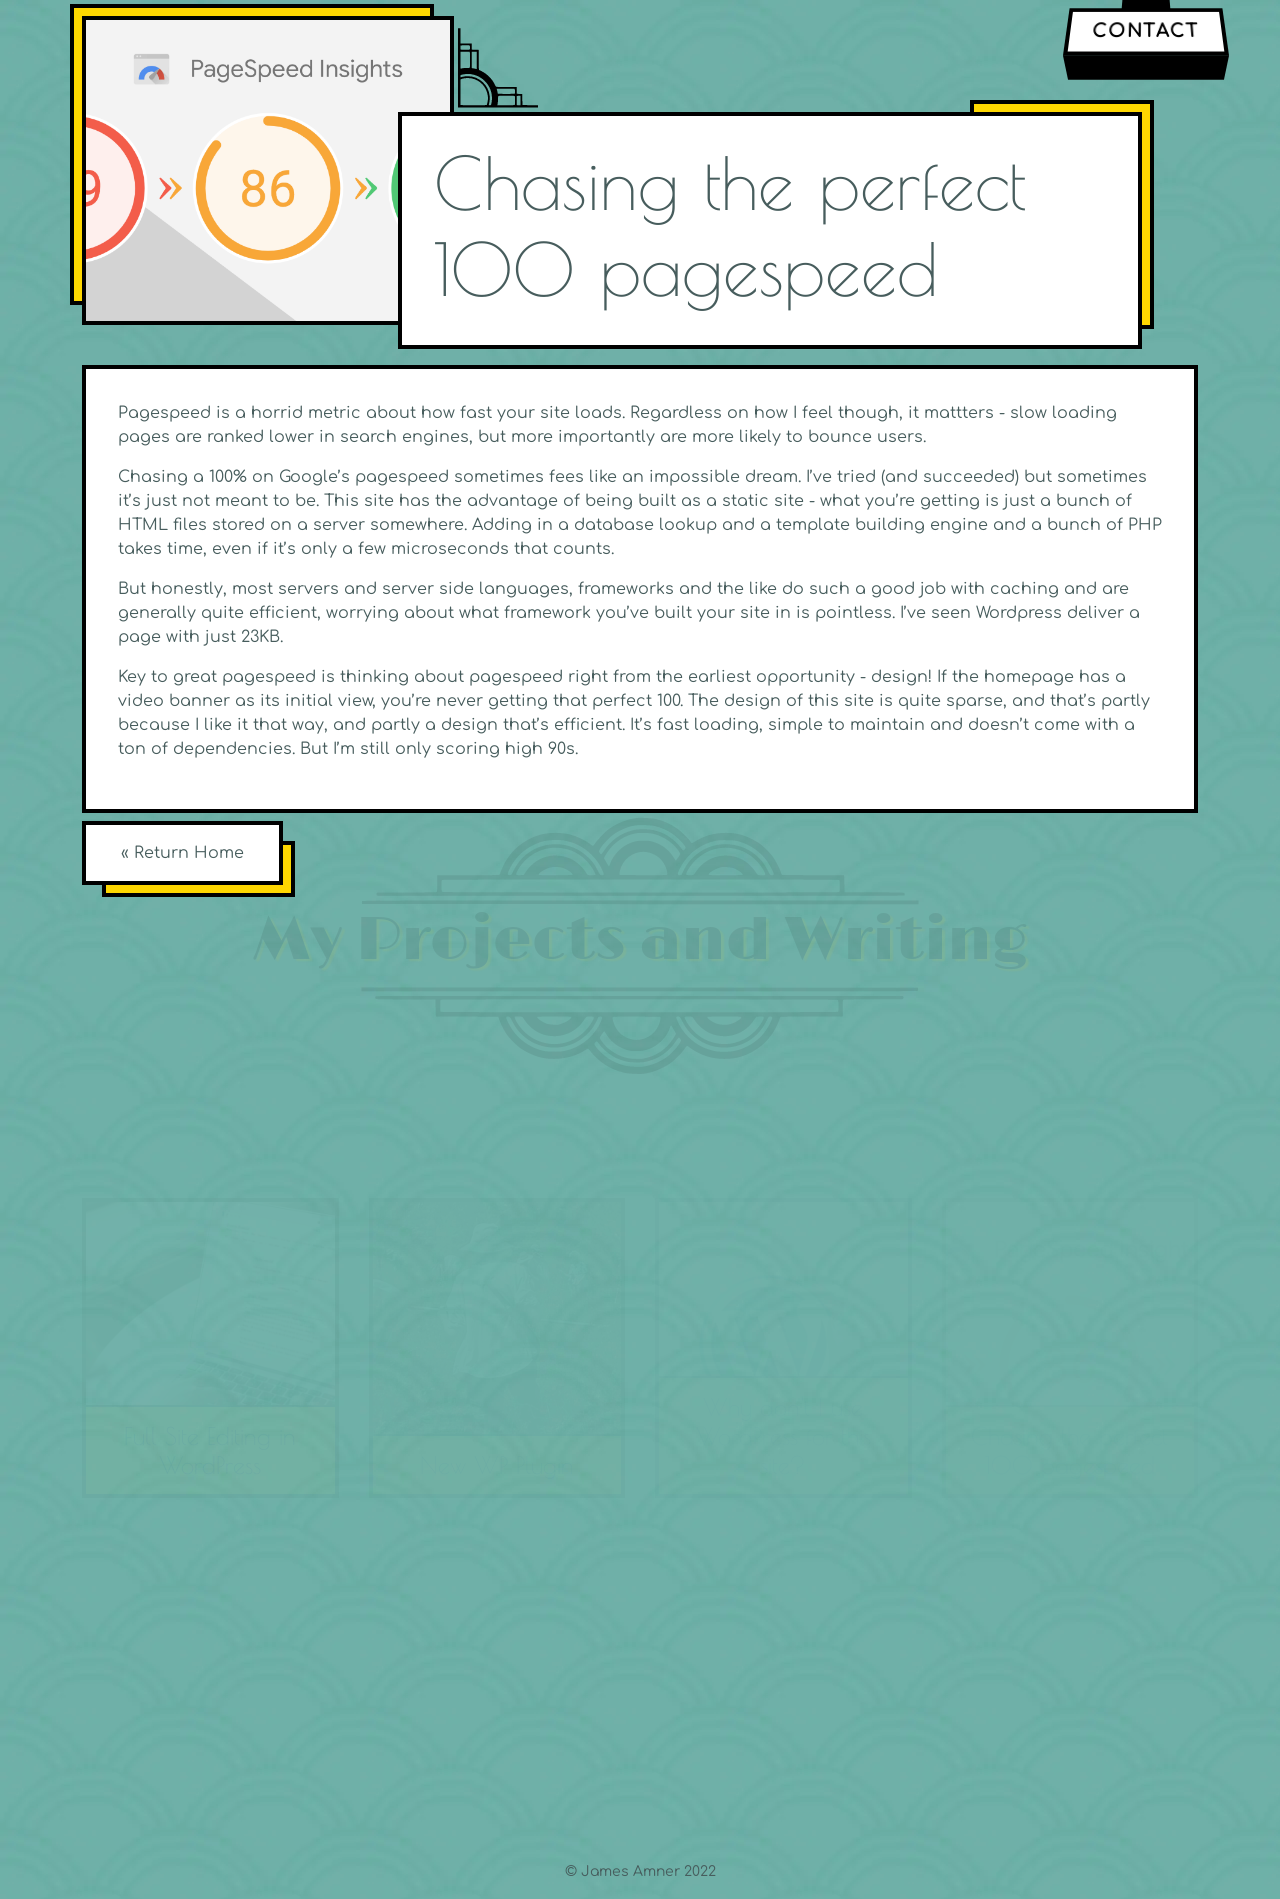 CONTACT
PageSpeed Insights
9 » 86 »
Chasing the perfect
100 pagespeed
Pagespeed is a horrid metric about how fast your site loads. Regardless on how I feel though, it mattters - slow loading
pages are ranked lower in search engines, but more importantly are more likely to bounce users.
Chasing a 100% on Google’s pagespeed sometimes fees like an impossible dream. I’ve tried (and succeeded) but sometimes
it’s just not meant to be. This site has the advantage of being built as a static site - what you’re getting is just a bunch of
HTML files stored on a server somewhere. Adding in a database lookup and a template building engine and a bunch of PHP
takes time, even if it’s only a few microseconds that counts.
But honestly, most servers and server side languages, frameworks and the like do such a good job with caching and are
generally quite efficient, worrying about what framework you’ve built your site in is pointless. I’ve seen Wordpress deliver a
page with just 23KB.
Key to great pagespeed is thinking about pagespeed right from the earliest opportunity - design! If the homepage has a
video banner as its initial view, you’re never getting that perfect 100. The design of this site is quite sparse, and that’s partly
because I like it that way, and partly a design that’s efficient. It’s fast loading, simple to maintain and doesn’t come with a
ton of dependencies. But I’m still only scoring high 90s.
« Return Home
My Projects and Writing
© James Amner 2022